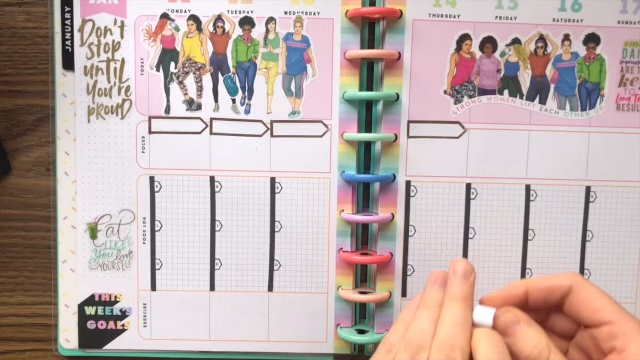 JANUARY
JAN
MONDAY
TUESDAY
WEDNESDAY
Don't
stop
until
you're
proud
TODAY
FOCUS
FOOD LOG
Eat
LIKE
You love
YOURSELF
THIS
WEEK'S
GOALS
EXERCISE
14
15
16
THURSDAY
FRIDAY
SATURDAY
STRONG WOMEN LIFT EACH OTHER